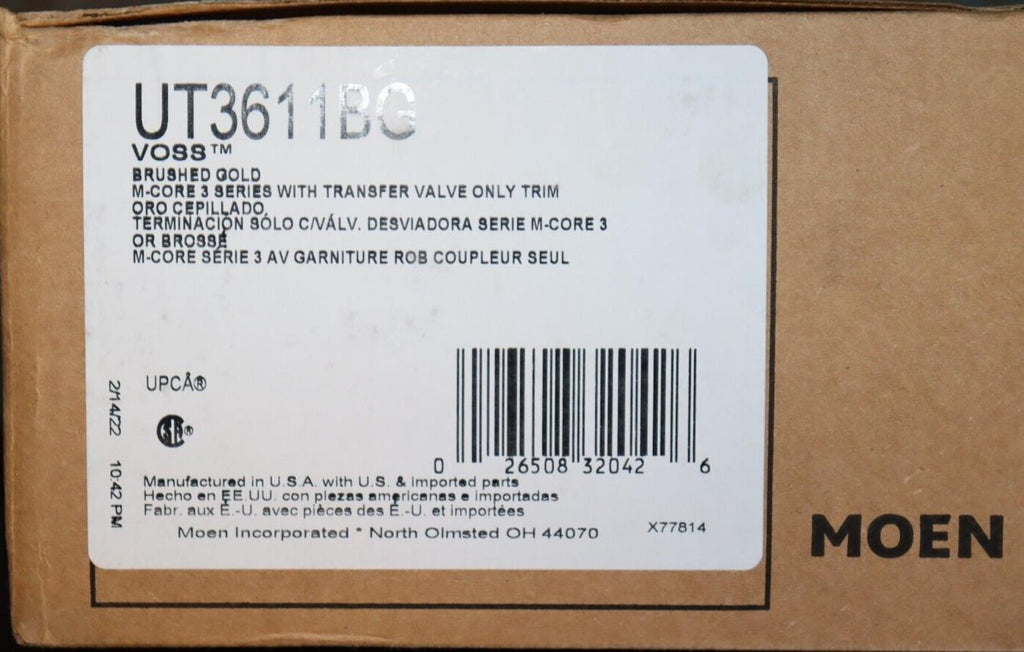 UT3611BG
VOSS™
BRUSHED GOLD
M-CORE 3 SERIES WITH TRANSFER VALVE ONLY TRIM
ORO CEPILLADO,
TERMINACIÓN SÓLO C/VÁLV. DESVIADORA SERIE M-CORE 3
OR BROSSÉ
M-CORE SÉRIE 3 AV GARNITURE ROB COUPLEUR SEUL
UPCÂ®
2/14/22 10:42 PM
SA®
0 26508 32042 6
Manufactured in U.S.A. with U.S. & imported parts
Hecho en EE.UU. con piezas americanas e importadas
Fabr. aux É.-U. avec pièces des É.-U. et importées
Moen Incorporated * North Olmsted OH 44070
X77814
MOEN